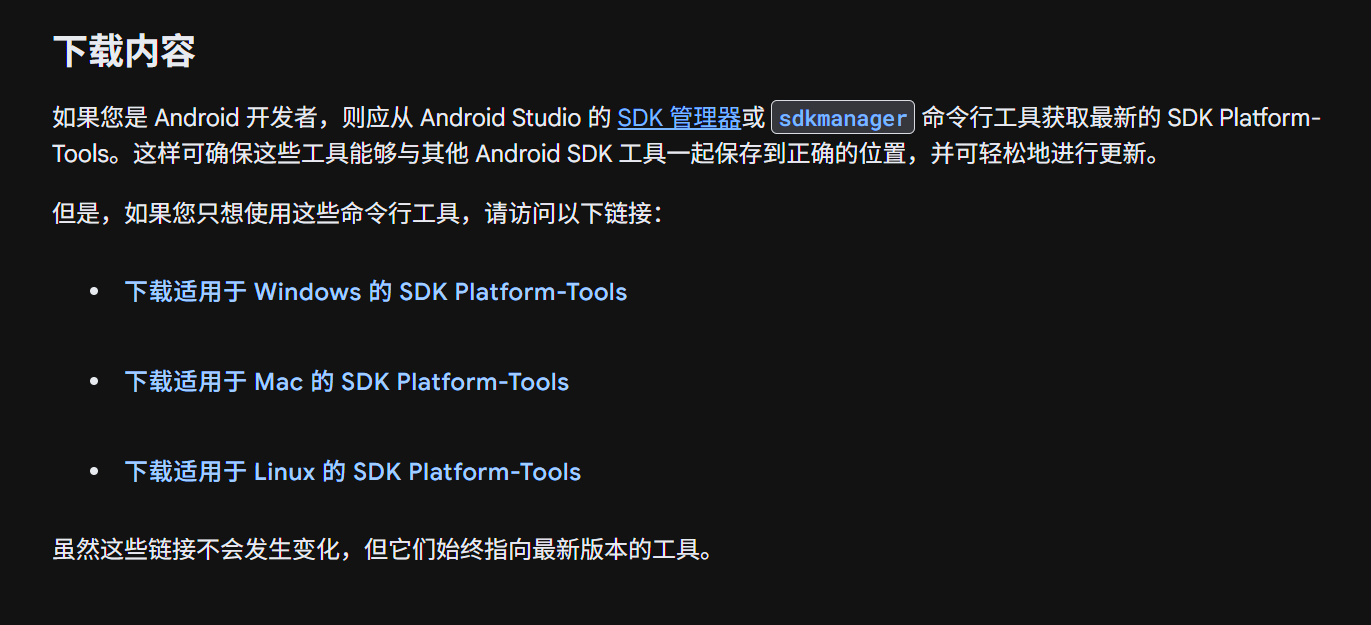 下载内容
如果您是 Android 开发者，则应从 Android Studio 的 SDK 管理器或 sdkmanager 命令行工具获取最新的 SDK Platform-
Tools。这样可确保这些工具能够与其他 Android SDK 工具一起保存到正确的位置，并可轻松地进行更新。
但是，如果您只想使用这些命令行工具，请访问以下链接：
• 下载适用于 Windows 的 SDK Platform-Tools
• 下载适用于 Mac 的 SDK Platform-Tools
• 下载适用于 Linux 的 SDK Platform-Tools
虽然这些链接不会发生变化，但它们始终指向最新版本的工具。